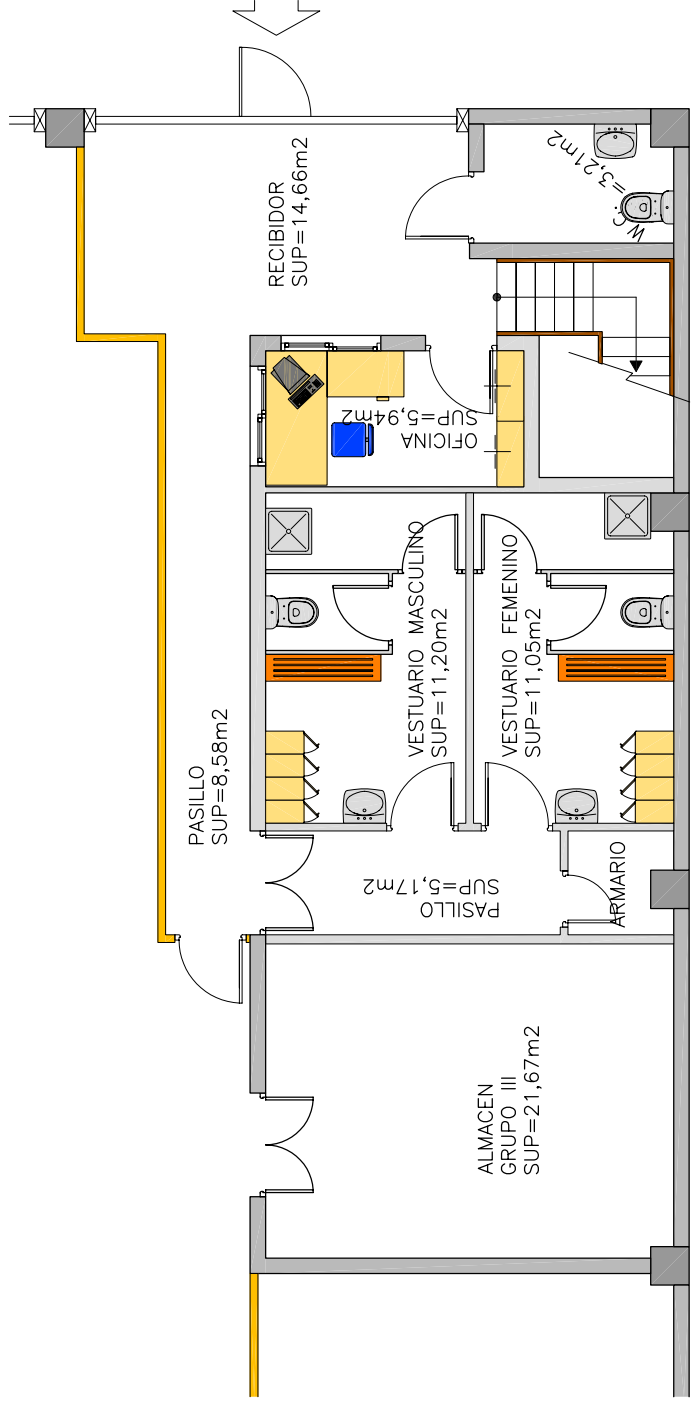 RECIBIDOR
SUP=14,66m2
W.C. =3,21m2
OFICINA
SUP=5,94m2
VESTUARIO MASCULINO
SUP=11,20m2
VESTUARIO FEMENINO
SUP=11,05m2
PASILLO
SUP=8,58m2
PASILLO
SUP=5,17m2
ARMARIO
ALMACEN
GRUPO III
SUP=21,67m2